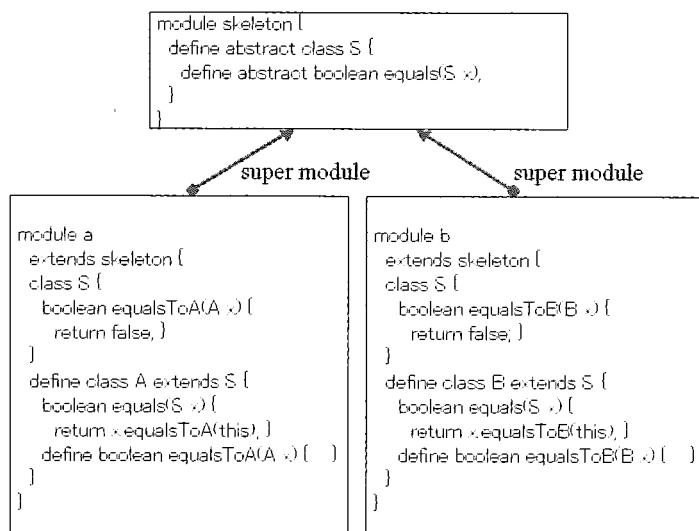 module skeleton {
define abstract class S {
define abstract boolean equals(S x);
}
}
super module
super module
module a
extends skeleton {
class S {
boolean equalsToA(A x) {
return false; }
}
define class A extends S {
boolean equals(S x) {
return x.equalsToA(this); }
define boolean equalsToA(A x) { }
}
}
module b
extends skeleton {
class S {
boolean equalsToB(B x) {
return false; }
}
define class B extends S {
boolean equals(S x) {
return x.equalsToB(this); }
define boolean equalsToB(B x) { }
}
}